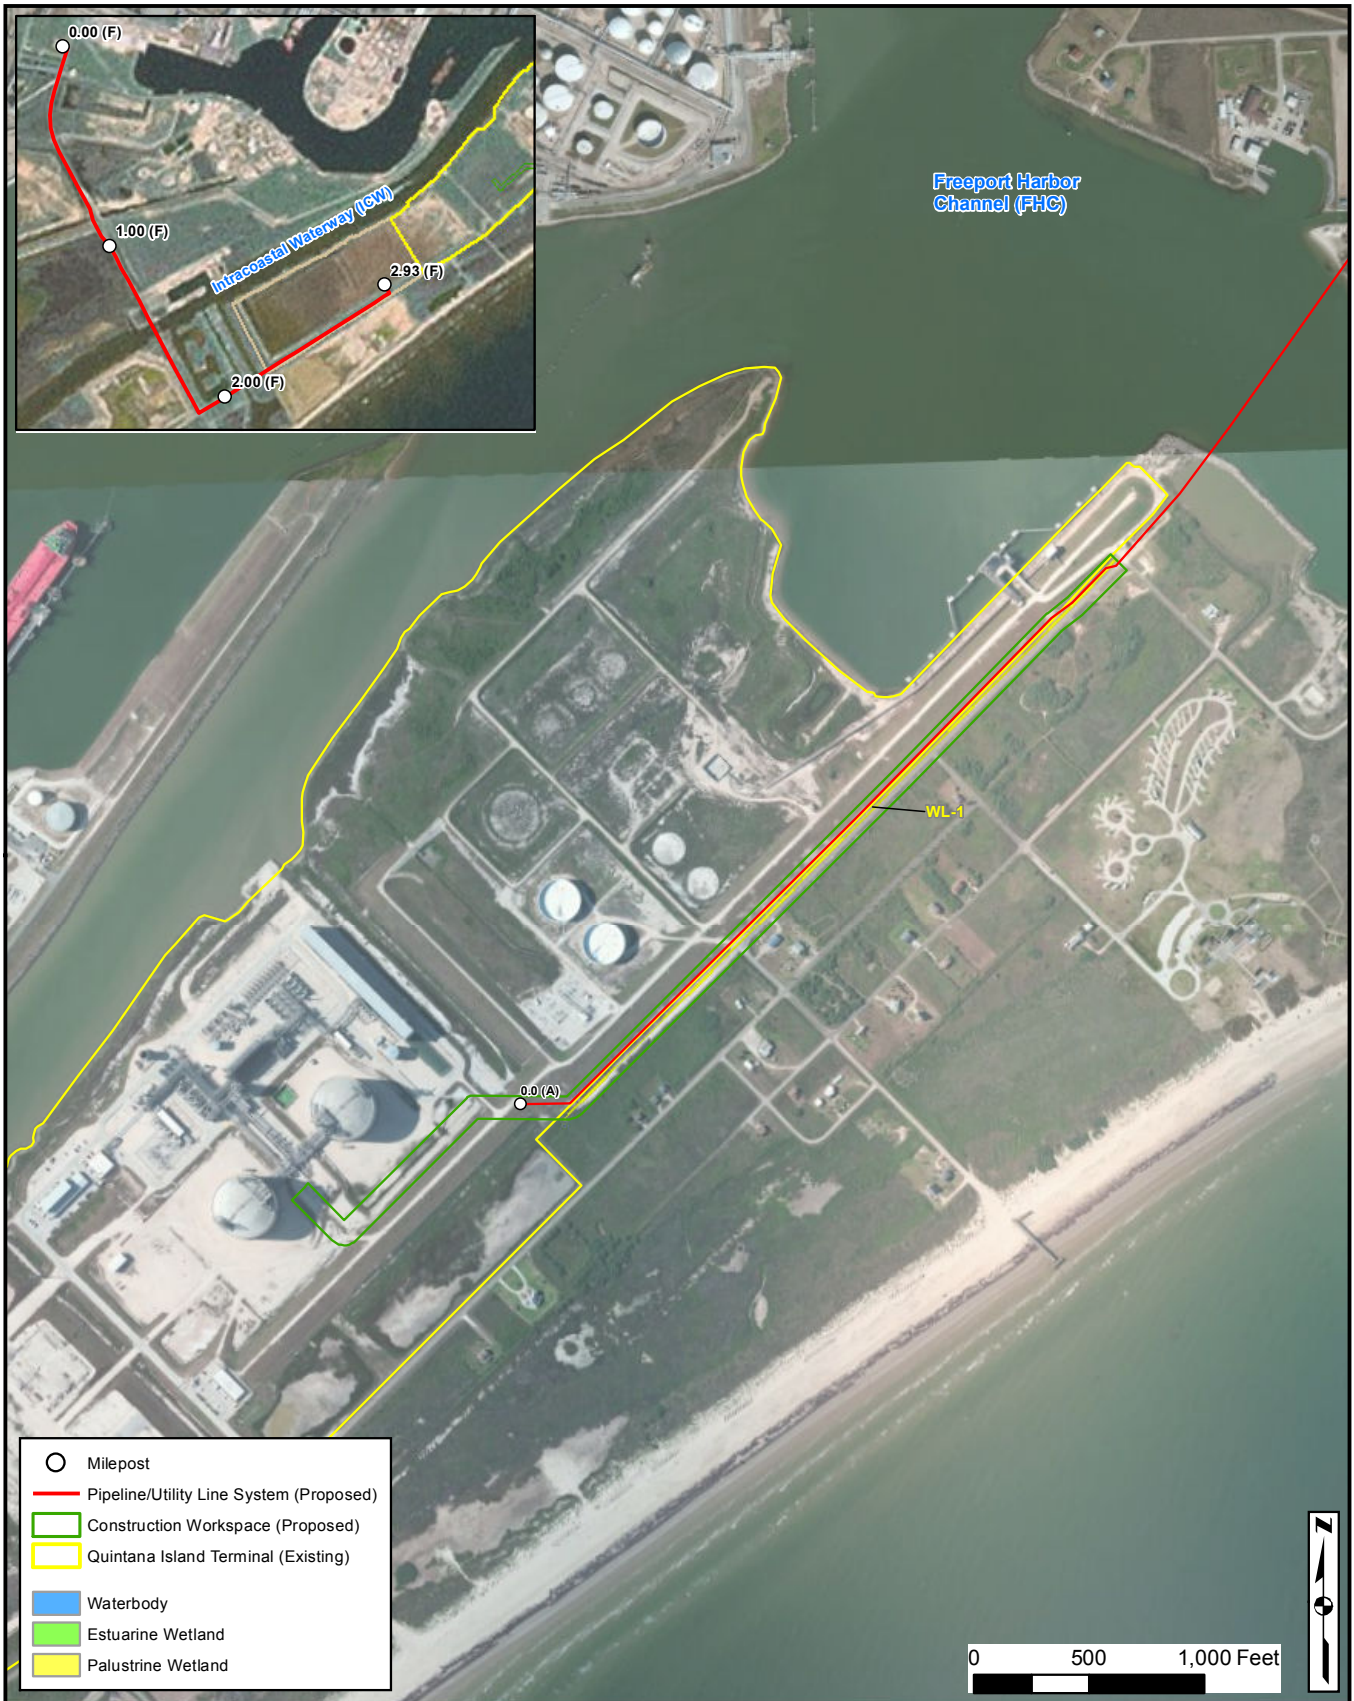 0.00 (F)
1.00 (F)
Intracoastal Waterway (ICW)
2.93 (F)
2.00 (F)
Freeport Harbor
Channel (FHC)
WL-1
0.0 (A)
Milepost
Pipeline/Utility Line System (Proposed)
Construction Workspace (Proposed)
Quintana Island Terminal (Existing)
Waterbody
Estuarine Wetland
Palustrine Wetland
N
0 500 1,000 Feet